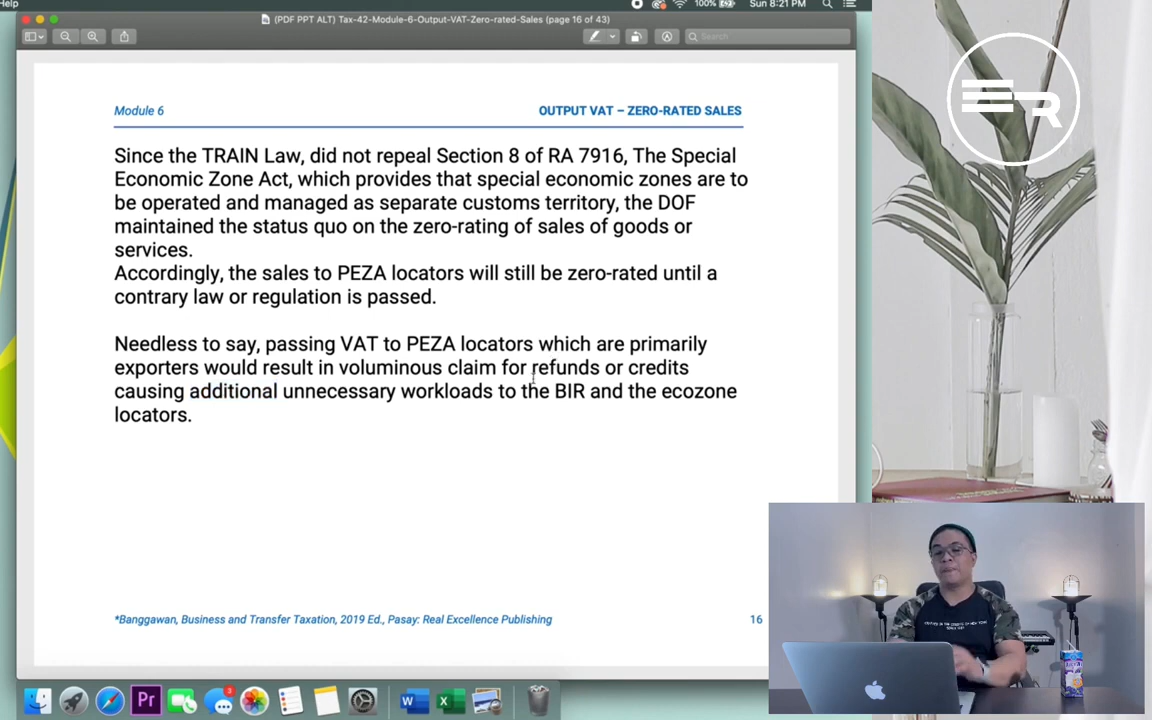 Help
100%
Sun 8:21 PM
(PDF PPT ALT) Tax-42-Module-6-Output-VAT-Zero-rated-Sales (page 16 of 43)
Search
ER
Module 6
OUTPUT VAT – ZERO-RATED SALES
Since the TRAIN Law, did not repeal Section 8 of RA 7916, The Special
Economic Zone Act, which provides that special economic zones are to
be operated and managed as separate customs territory, the DOF
maintained the status quo on the zero-rating of sales of goods or
services.
Accordingly, the sales to PEZA locators will still be zero-rated until a
contrary law or regulation is passed.
Needless to say, passing VAT to PEZA locators which are primarily
exporters would result in voluminous claim for refunds or credits
causing additional unnecessary workloads to the BIR and the ecozone
locators.
*Banggawan, Business and Transfer Taxation, 2019 Ed., Pasay: Real Excellence Publishing
16
Pr
3
W
X